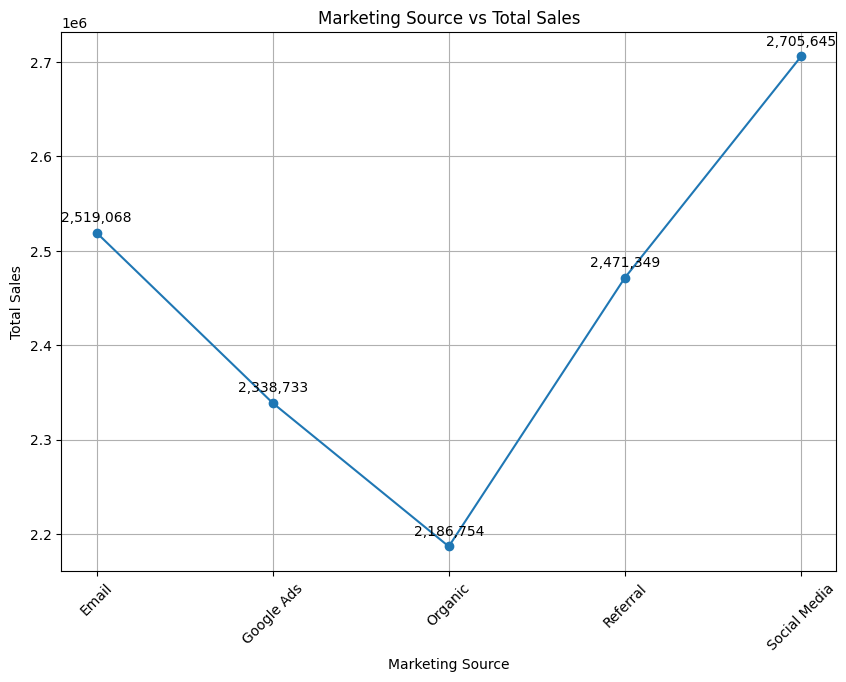 Marketing Source vs Total Sales
1e6
2,705,645
2.7
2.6
2,519,068
2.5
2,471,349
Total Sales
2.4
2,338,733
2.3
2,186,754
2.2
Email
Google Ads
Organic
Referral
Social Media
Marketing Source